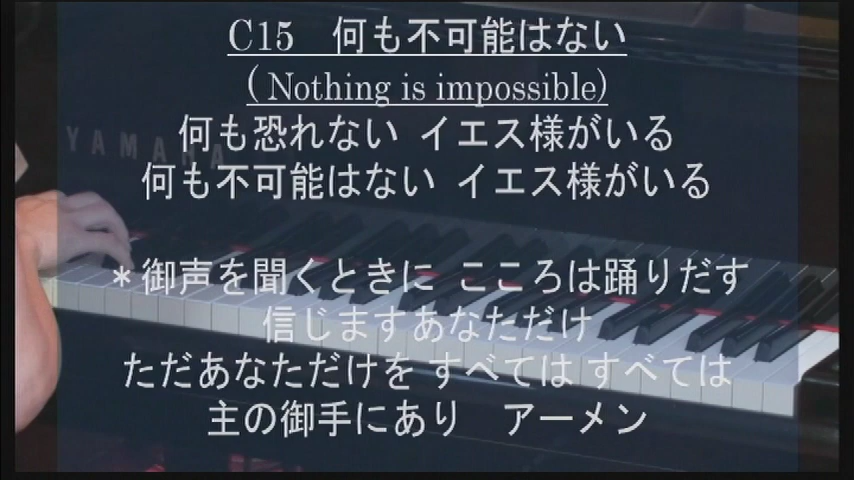 C15 何も不可能はない
( Nothing is impossible)
何も恐れない イエス様がいる
何も不可能はない イエス様がいる
YAMAHA
＊御声を聞くときに こころは踊りだす
信じますあなただけ
ただあなただけを すべては すべては
主の御手にあり アーメン